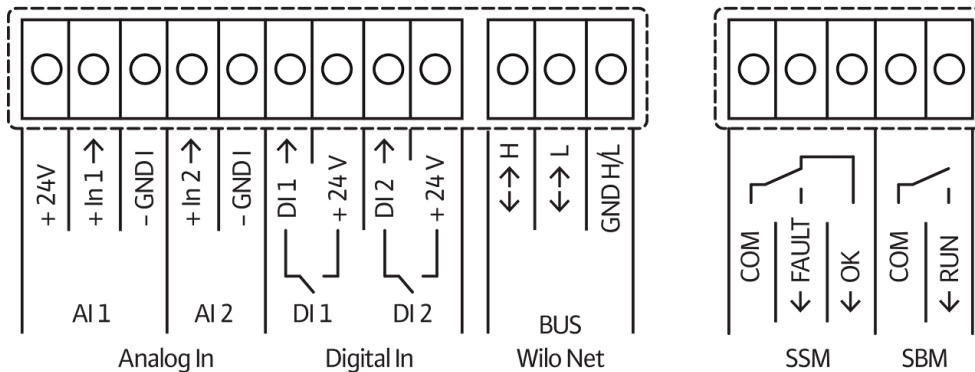 + 24V
+ In 1 →
- GND I
+ In 2 →
- GND I
DI 1 →
+ 24 V
DI 2 →
+ 24 V
H
L
GND H/L
COM
FAULT
OK
COM
RUN
AI 1
AI 2
DI 1
DI 2
BUS
Analog In
Digital In
Wilo Net
SSM
SBM